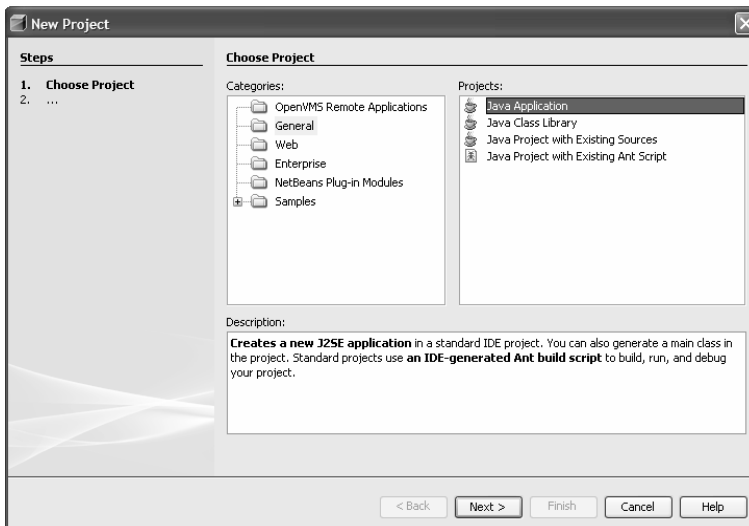 New Project
Steps
1. Choose Project
2. ...
Choose Project
Categories:
OpenVMS Remote Applications
General
Web
Enterprise
NetBeans Plug-in Modules
Samples
Projects:
Java Application
Java Class Library
Java Project with Existing Sources
Java Project with Existing Ant Script
Description:
Creates a new J2SE application in a standard IDE project. You can also generate a main class in
the project. Standard projects use an IDE-generated Ant build script to build, run, and debug
your project.
< Back
Next >
Finish
Cancel
Help